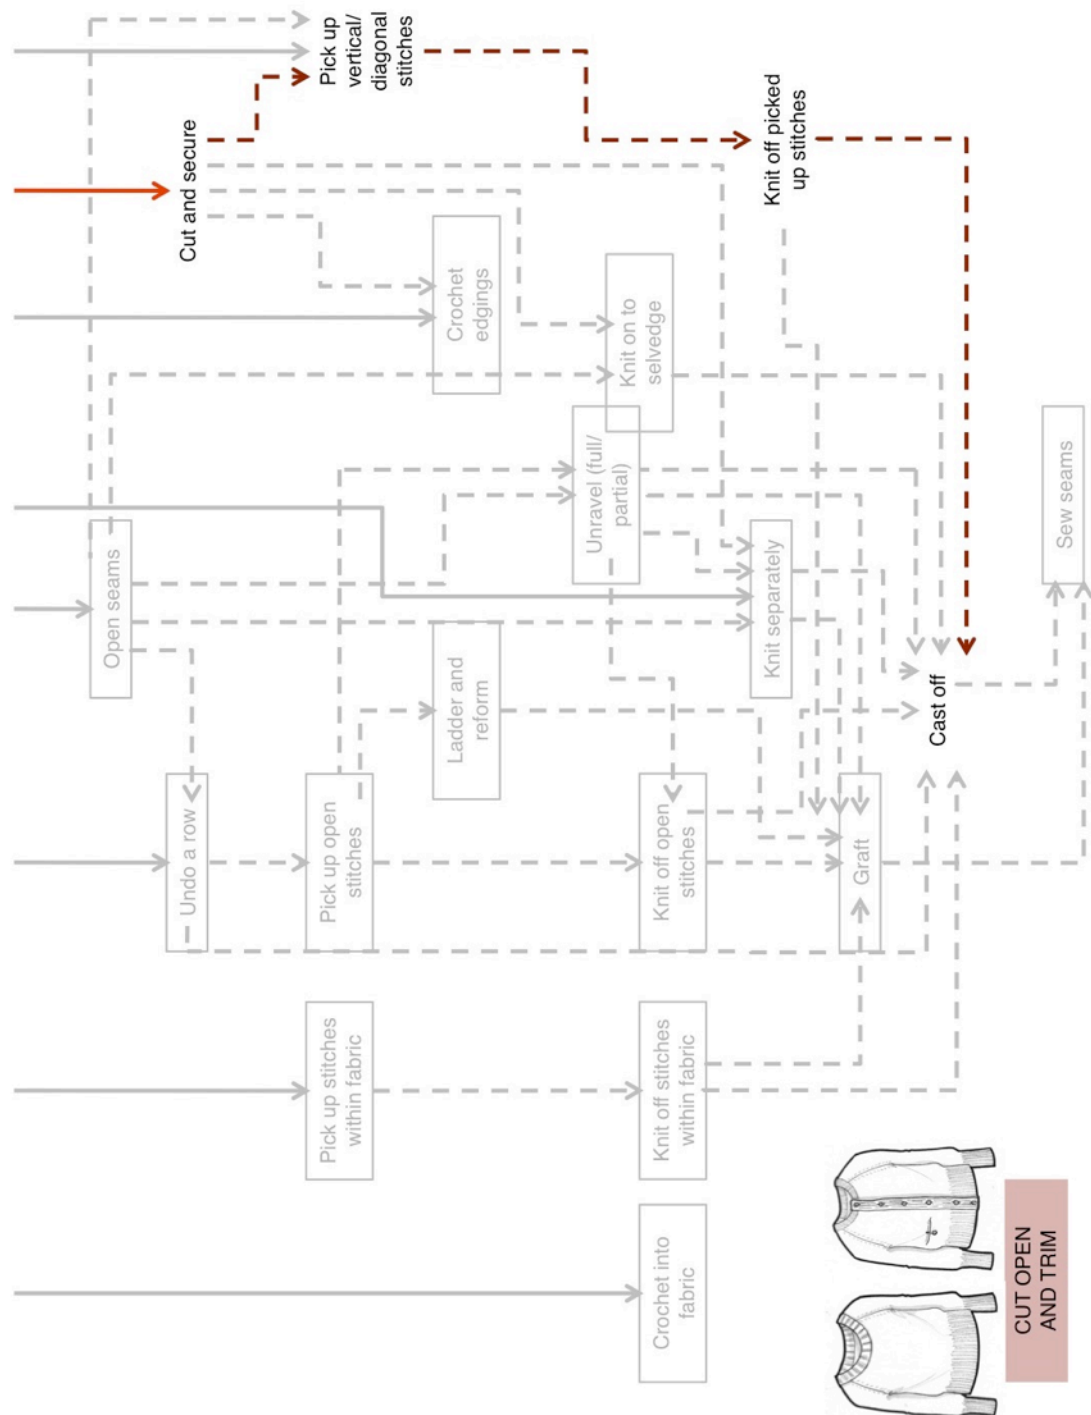 Cut and secure
Pick up
vertical/
diagonal
stitches
Knit off picked
up stitches
Crochet
edgings
Knit on to
selvedge
Open seams
Unravel (full/
partial)
Knit separately
Sew seams
Ladder and
reform
Cast off
Undo a row
Pick up open
stitches
Knit off open
stitches
Graft
Pick up stitches
within fabric
Knit off stitches
within fabric
Crochet into
fabric
CUT OPEN
AND TRIM